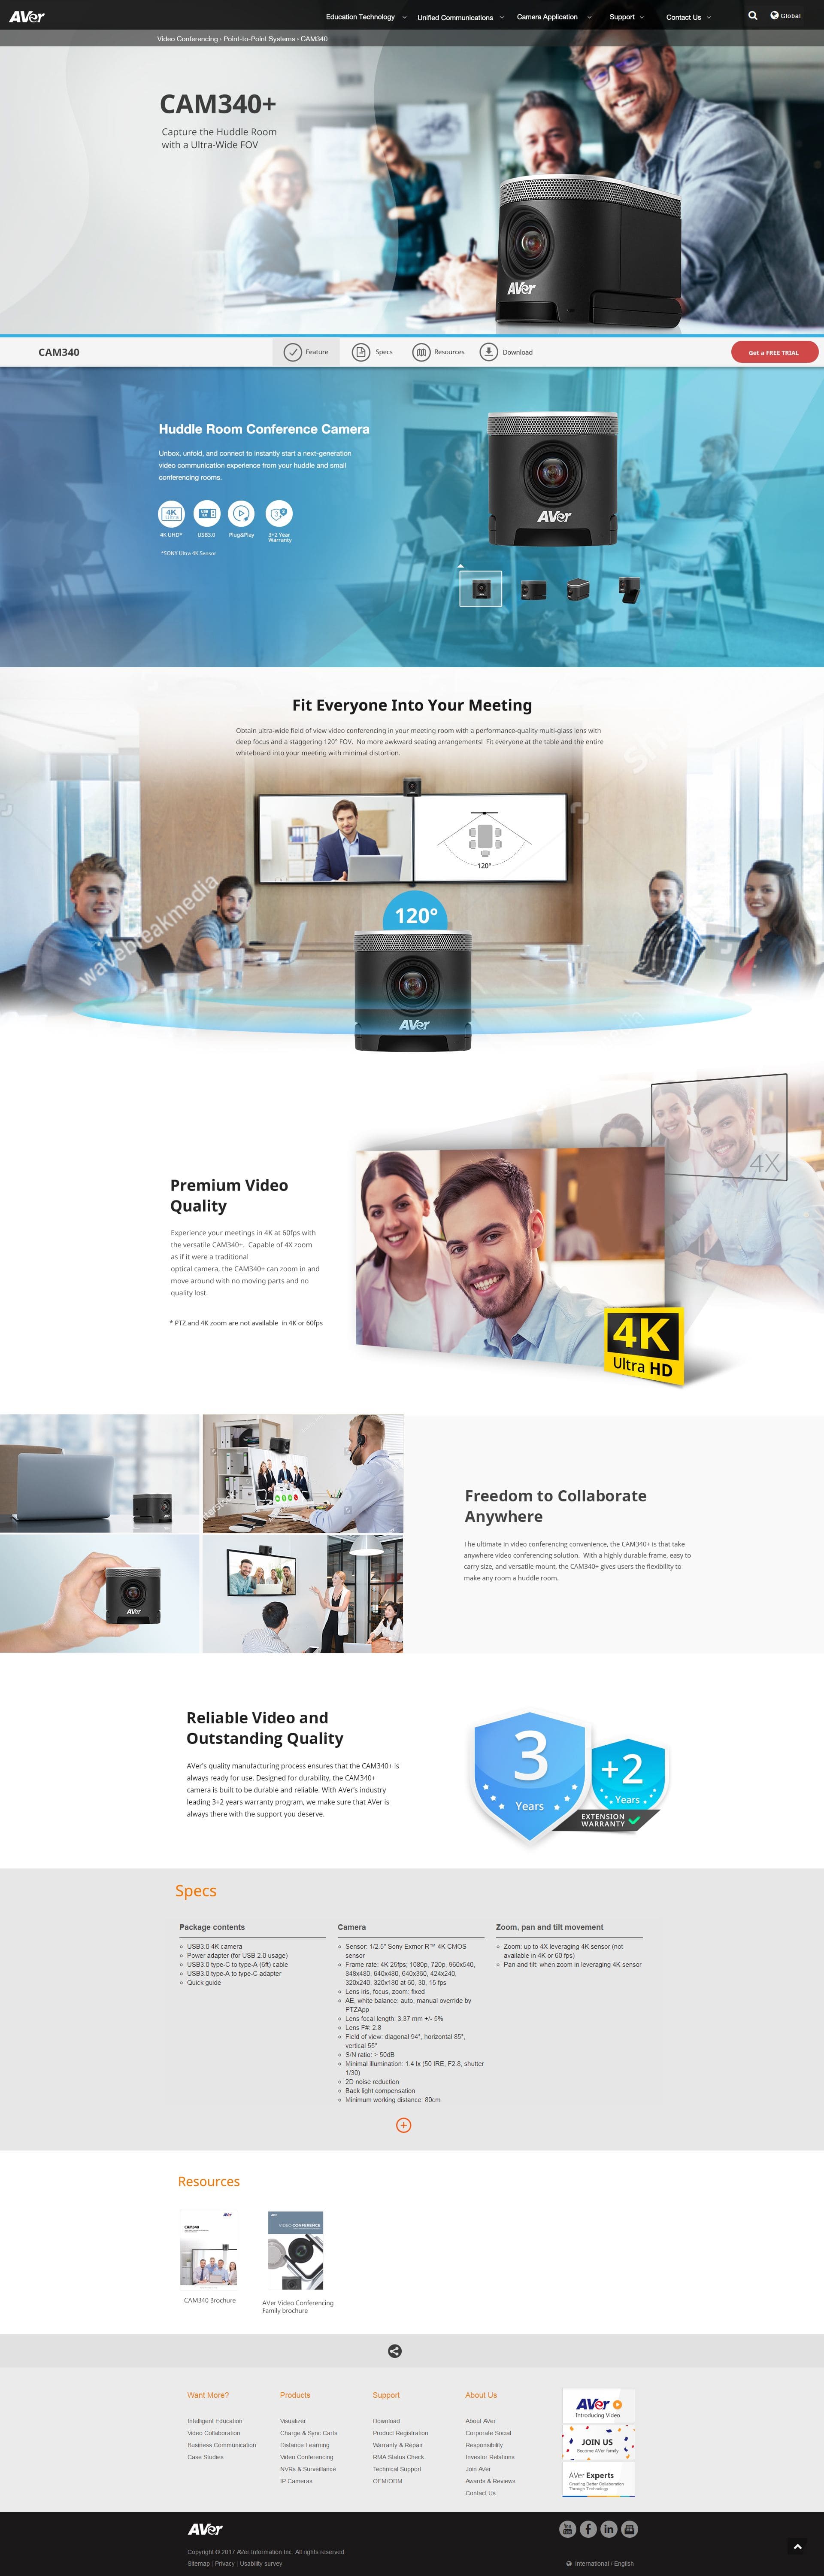 AVer
Education Technology
Unified Communications
Camera Application
Support
Contact Us
Global
Video Conferencing › Point-to-Point Systems › CAM340
CAM340+
Capture the Huddle Room
with a Ultra-Wide FOV
AVer
CAM340
Feature
Specs
Resources
Download
Get a FREE TRIAL
Huddle Room Conference Camera
Unbox, unfold, and connect to instantly start a next-generation
video communication experience from your huddle and small
conferencing rooms.
4K
Ultra
4K UHD*
USB3.0
Plug&Play
3+2 Year
Warranty
*SONY Ultra 4K Sensor
AVer
Fit Everyone Into Your Meeting
Obtain ultra-wide field of view video conferencing in your meeting room with a performance-quality multi-glass lens with
deep focus and a staggering 120° FOV.  No more awkward seating arrangements!  Fit everyone at the table and the entire
whiteboard into your meeting with minimal distortion.
120°
120°
wavebreakmedia
AVer
4X
Premium Video
Quality
Experience your meetings in 4K at 60fps with
the versatile CAM340+.  Capable of 4X zoom
as if it were a traditional
optical camera, the CAM340+ can zoom in and
move around with no moving parts and no
quality lost.
* PTZ and 4K zoom are not available  in 4K or 60fps
4K
Ultra HD
AVer
Freedom to Collaborate
Anywhere
The ultimate in video conferencing convenience, the CAM340+ is that take
anywhere video conferencing solution.  With a highly durable frame, easy to
carry size, and versatile mount, the CAM340+ gives users the flexibility to
make any room a huddle room.
Reliable Video and
Outstanding Quality
AVer's quality manufacturing process ensures that the CAM340+ is
always ready for use. Designed for durability, the CAM340+
camera is built to be durable and reliable. With AVer's industry
leading 3+2 years warranty program, we make sure that AVer is
always there with the support you deserve.
3
Years
+2
Years
EXTENSION
WARRANTY
Specs
Package contents
USB3.0 4K camera
Power adapter (for USB 2.0 usage)
USB3.0 type-C to type-A (6ft) cable
USB3.0 type-A to type-C adapter
Quick guide
Camera
Sensor: 1/2.5" Sony Exmor R™ 4K CMOS
sensor
Frame rate: 4K 25fps, 1080p, 720p, 960x540,
848x480, 640x480, 640x360, 424x240,
320x240, 320x180 at 60, 30, 15 fps
Lens iris, focus, zoom: fixed
AE, white balance: auto, manual override by
PTZApp
Lens focal length: 3.37 mm +/- 5%
Lens F#: 2.8
Field of view: diagonal 94°, horizontal 85°,
vertical 55°
S/N ratio: > 50dB
Minimal illumination: 1.4 lx (50 IRE, F2.8, shutter
1/30)
2D noise reduction
Back light compensation
Minimum working distance: 80cm
Zoom, pan and tilt movement
Zoom: up to 4X leveraging 4K sensor (not
available in 4K or 60 fps)
Pan and tilt: when zoom in leveraging 4K sensor
Resources
CAM340
CAM340 Brochure
VIDEO CONFERENCE
AVer Video Conferencing
Family brochure
Want More?
Intelligent Education
Video Collaboration
Business Communication
Case Studies
Products
Visualizer
Charge & Sync Carts
Distance Learning
Video Conferencing
NVRs & Surveillance
IP Cameras
Support
Download
Product Registration
Warranty & Repair
RMA Status Check
Technical Support
OEM/ODM
About Us
About AVer
Corporate Social
Responsibility
Investor Relations
Join AVer
Awards & Reviews
Contact Us
AVer
Introducing Video
JOIN US
Become AVer family
AVer Experts
Creating Better Collaboration
Through Technology
AVer
Copyright © 2017 AVer Information Inc. All rights reserved.
Sitemap | Privacy | Usability survey
International / English